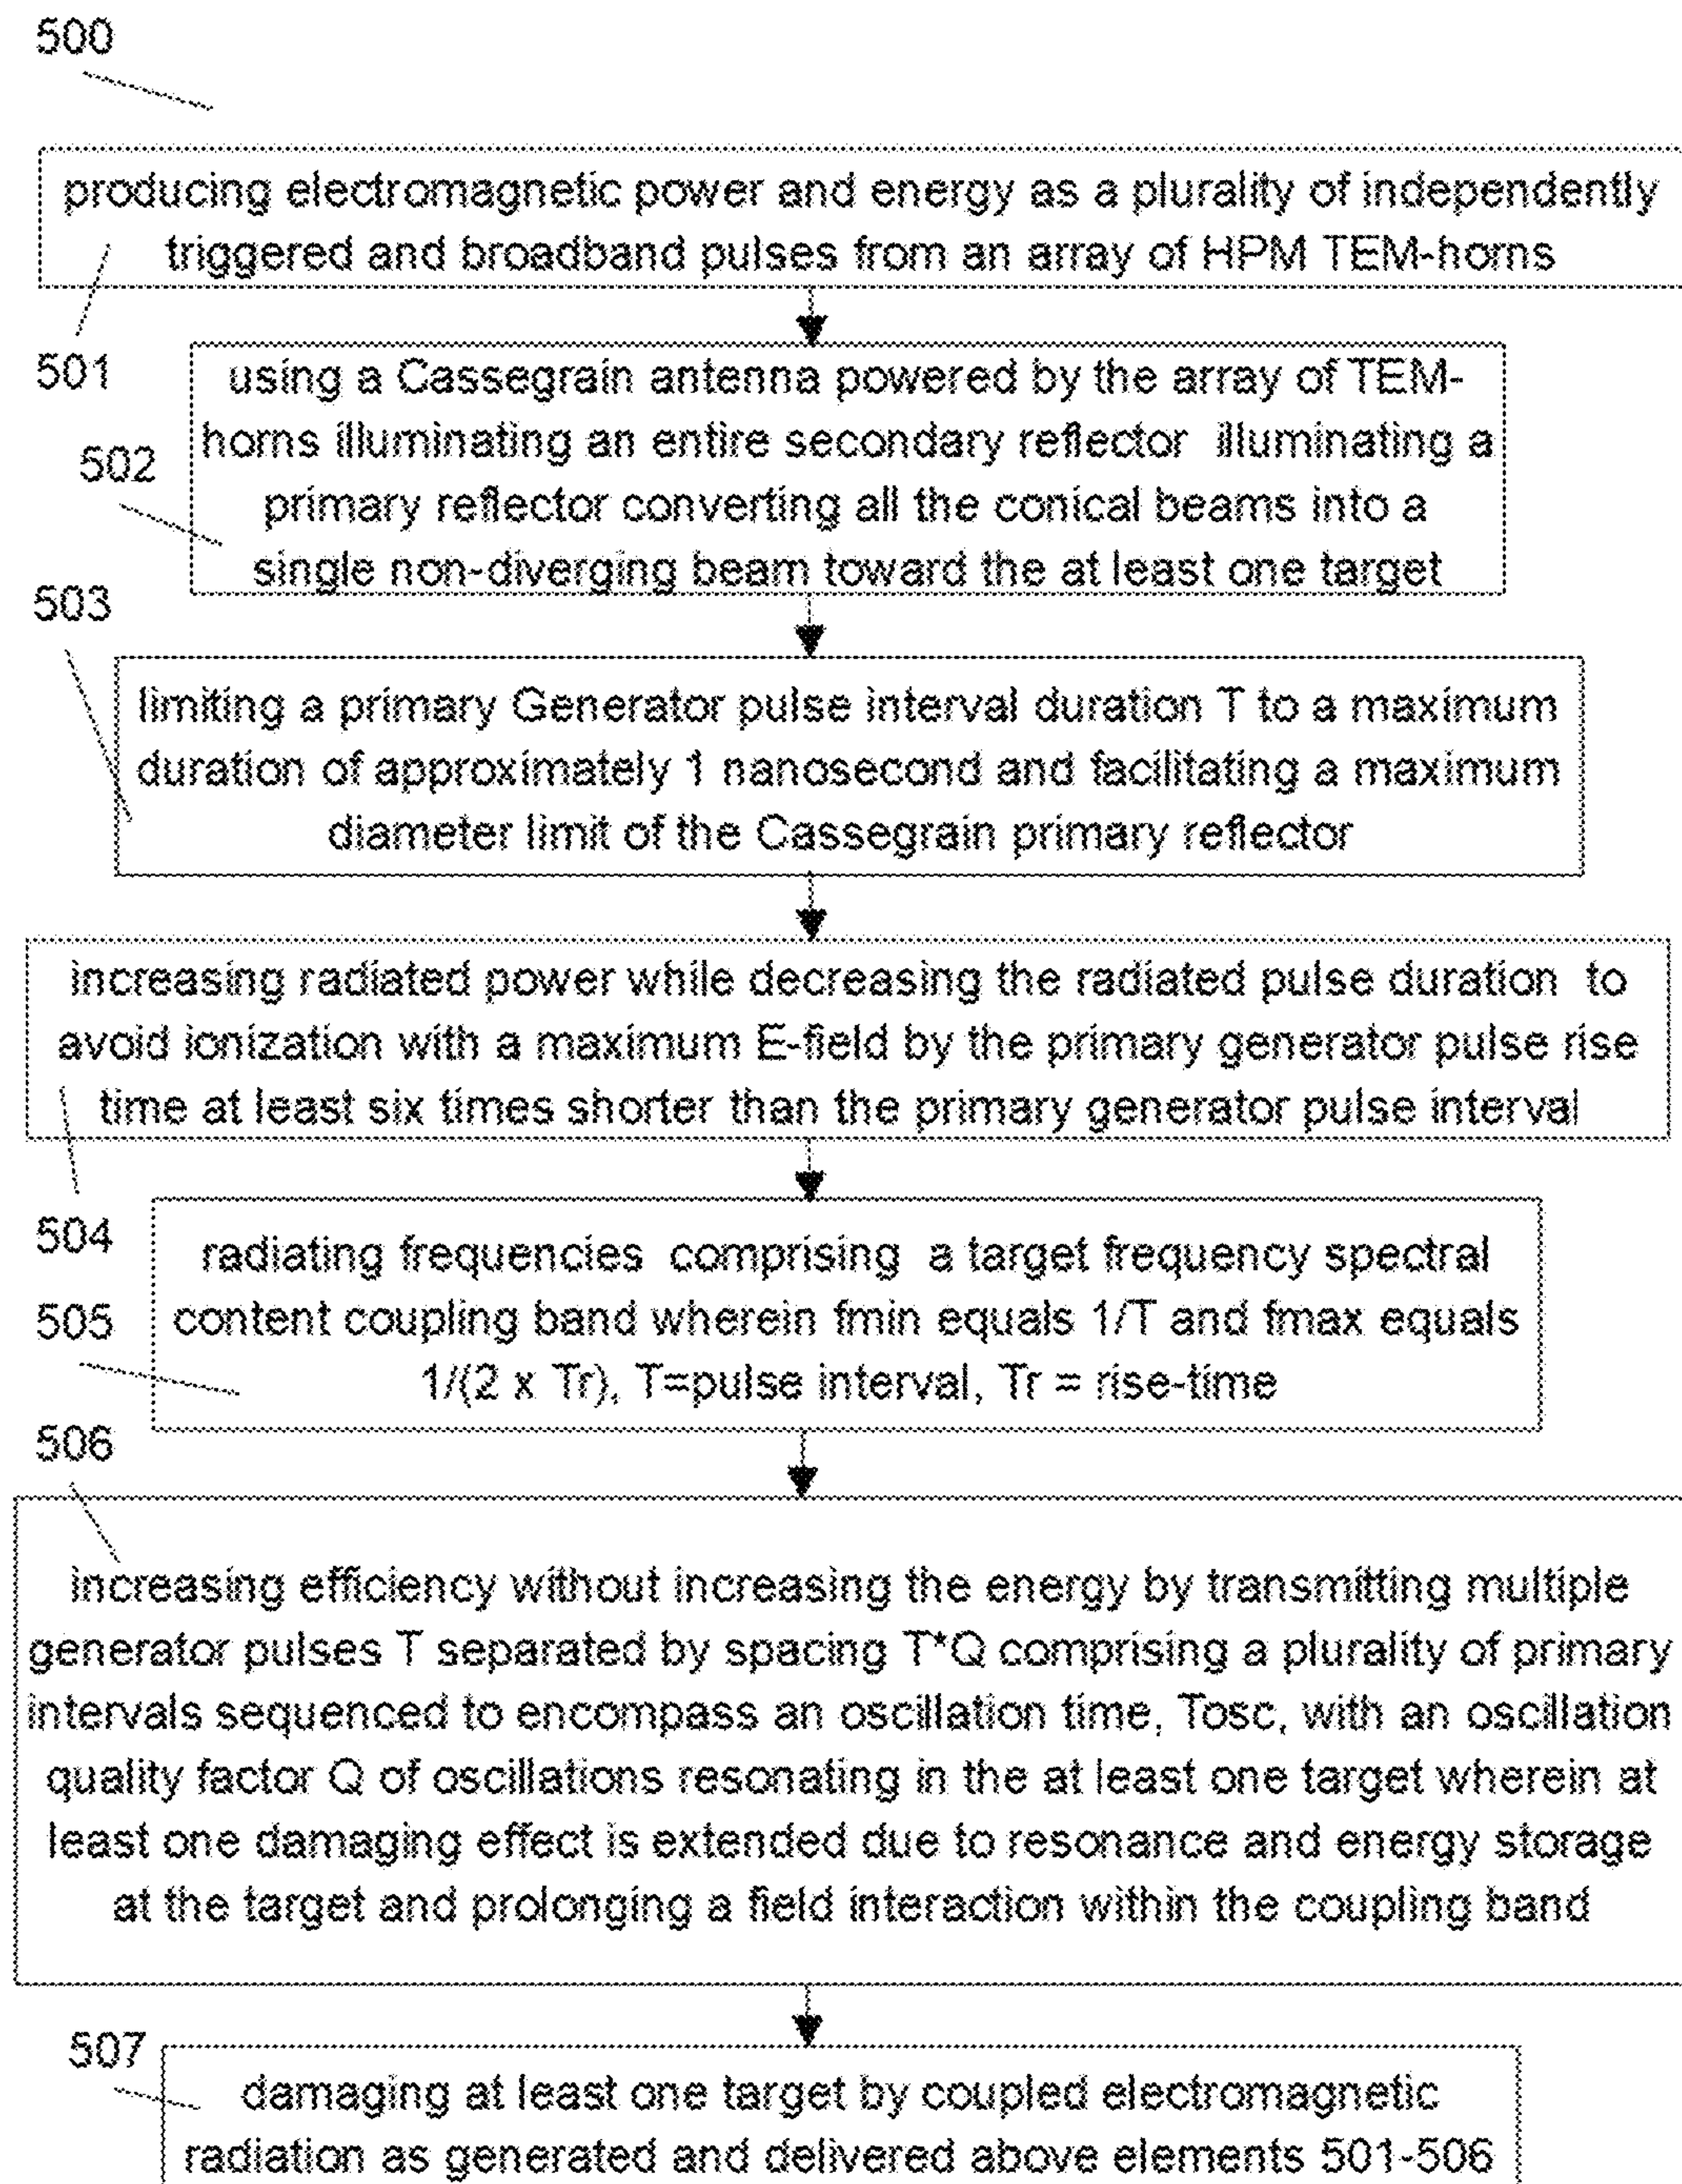 500
producing electromagnetic power and energy as a plurality of independently
triggered and broadband pulses from an array of HPM TEM-horns
501
using a Cassegrain antenna powered by the array of TEM-
horns illuminating an entire secondary reflector illuminating a
primary reflector converting all the conical beams into a
single non-diverging beam toward the at least one target
502
503
limiting a primary Generator pulse interval duration T to a maximum
duration of approximately 1 nanosecond and facilitating a maximum
diameter limit of the Cassegrain primary reflector
increasing radiated power while decreasing the radiated pulse duration to
avoid ionization with a maximum E-field by the primary generator pulse rise
time at least six times shorter than the primary generator pulse interval
504
radiating frequencies comprising a target frequency spectral
content coupling band wherein fmin equals 1/T and fmax equals
1/(2 x Tr), T=pulse interval, Tr = rise-time
505
506
increasing efficiency without increasing the energy by transmitting multiple
generator pulses T separated by spacing T*Q comprising a plurality of primary
intervals sequenced to encompass an oscillation time, Tosc, with an oscillation
quality factor Q of oscillations resonating in the at least one target wherein at
least one damaging effect is extended due to resonance and energy storage
at the target and prolonging a field interaction within the coupling band
507
damaging at least one target by coupled electromagnetic
radiation as generated and delivered above elements 501-506